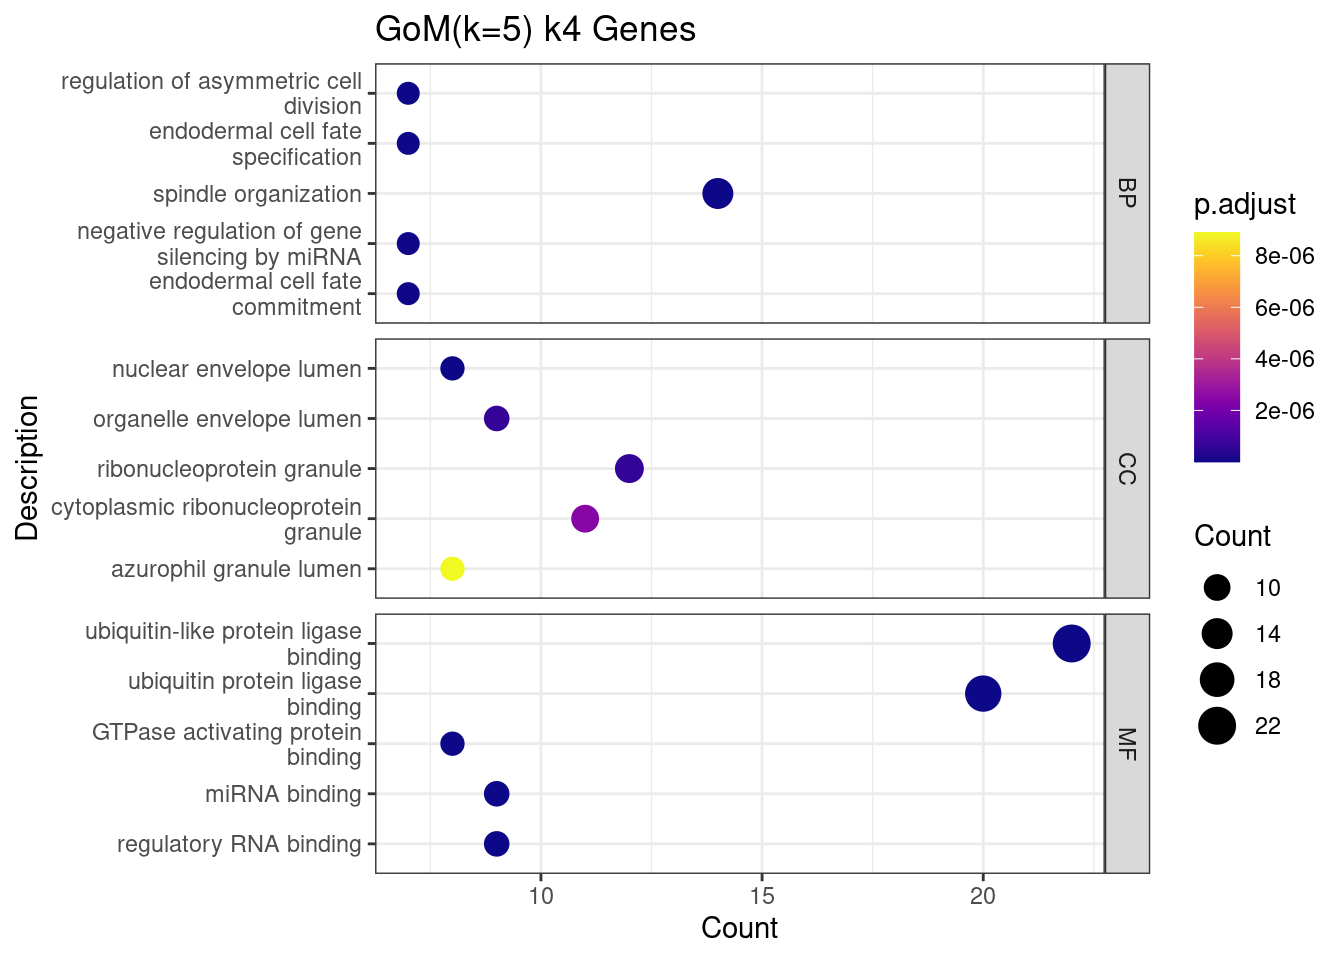 GoM(k=5) k4 Genes
regulation of asymmetric cell
division
endodermal cell fate
specification
spindle organization
negative regulation of gene
silencing by miRNA
endodermal cell fate
commitment
BP
nuclear envelope lumen
organelle envelope lumen
ribonucleoprotein granule
cytoplasmic ribonucleoprotein
granule
azurophil granule lumen
CC
ubiquitin-like protein ligase
binding
ubiquitin protein ligase
binding
GTPase activating protein
binding
miRNA binding
regulatory RNA binding
MF
Description
10 15 20
Count
p.adjust
8e-06
6e-06
4e-06
2e-06
Count
10
14
18
22